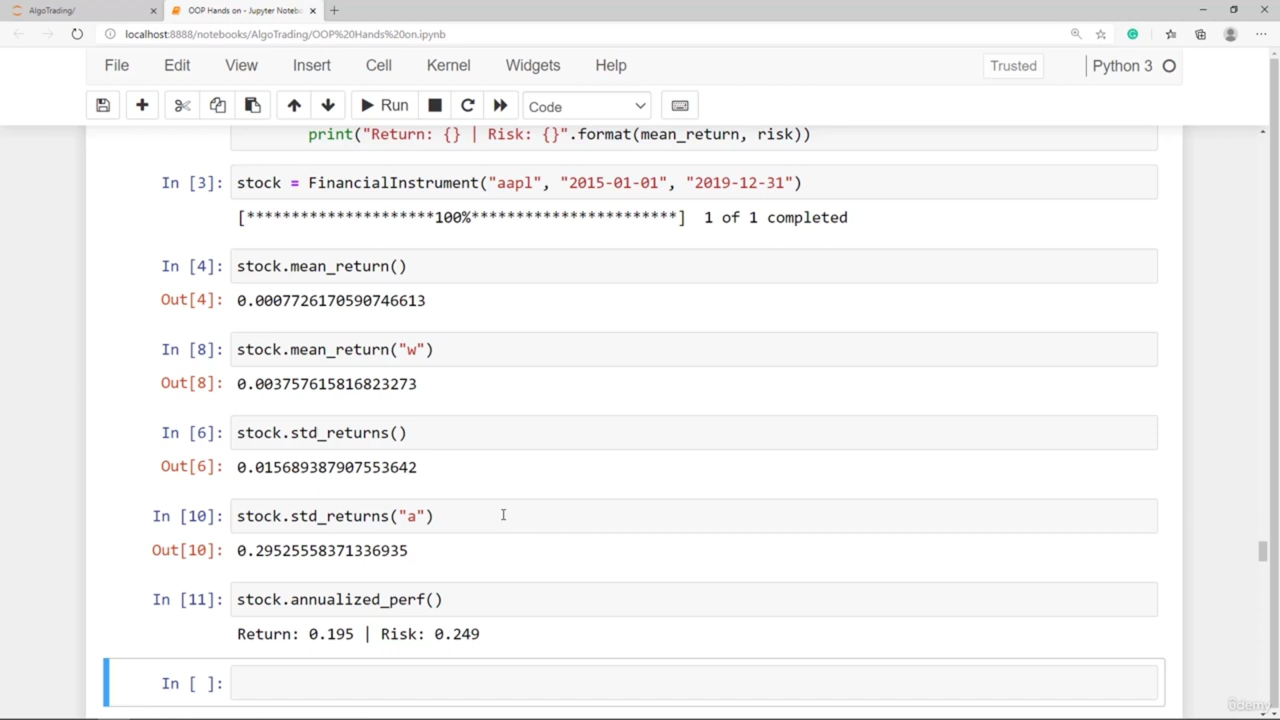 AlgoTrading/
OOP Hands on - Jupyter Notebo
localhost:8888/notebooks/AlgoTrading/OOP%20Hands%20on.ipynb
File Edit View Insert Cell Kernel Widgets Help Trusted Python 3
Run Code
print("Return: {} | Risk: {}".format(mean_return, risk))
In [3]: stock = FinancialInstrument("aapl", "2015-01-01", "2019-12-31")
[*********************100%***********************] 1 of 1 completed
In [4]: stock.mean_return()
Out[4]: 0.0007726170590746613
In [8]: stock.mean_return("w")
Out[8]: 0.003757615816823273
In [6]: stock.std_returns()
Out[6]: 0.015689387907553642
In [10]: stock.std_returns("a")
Out[10]: 0.29525558371336935
In [11]: stock.annualized_perf()
Return: 0.195 | Risk: 0.249
In [ ]:
Udemy